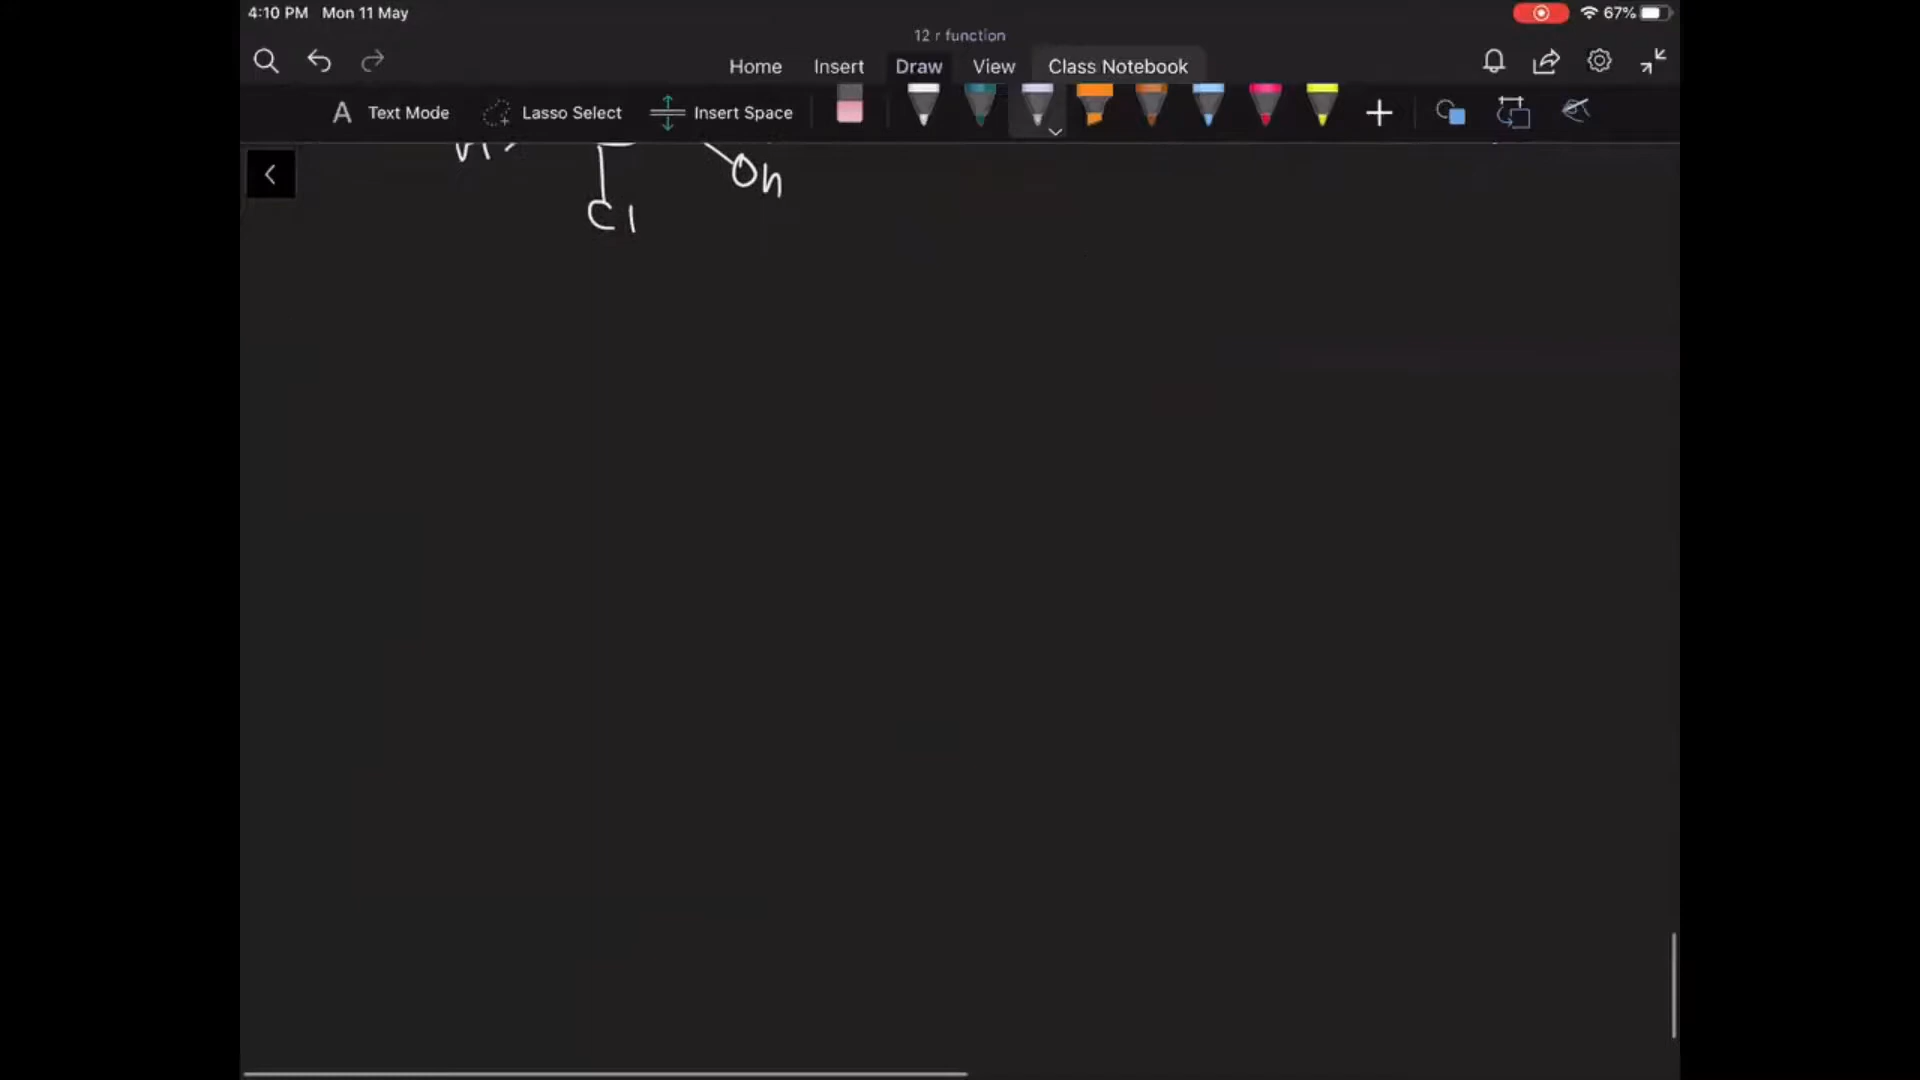 4:10 PM Mon 11 May
67%
12 r function
Home Insert Draw View Class Notebook
A Text Mode Lasso Select Insert Space
Oh
Cl